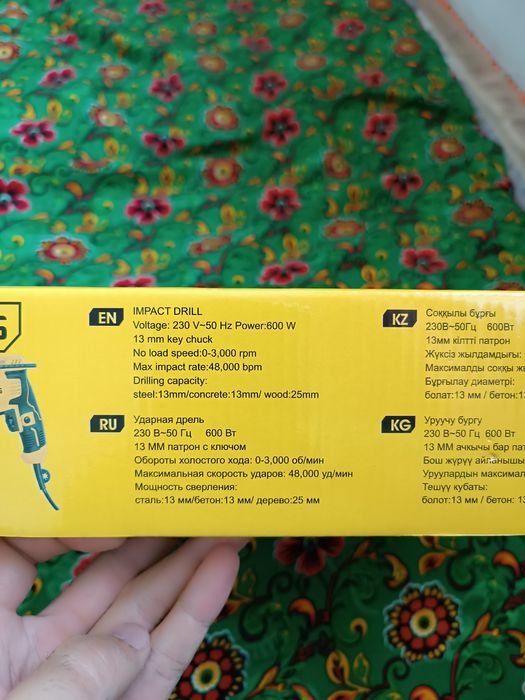 S
EN
IMPACT DRILL
Voltage: 230 V~50 Hz Power:600 W
13 mm key chuck
No load speed:0-3,000 rpm
Max impact rate:48,000 bpm
Drilling capacity:
steel:13mm/concrete:13mm/ wood:25mm
KZ
Соққылы бұрғы
230В~50Гц 600Вт
13мм кілтті патрон
Жүксіз жылдамдығы:
Максималды соққы
Бұрғылау диаметрі:
болат:13 мм / бетон:
RU
Ударная дрель
230 В~50 Гц 600 Вт
13 ММ патрон с ключом
Обороты холостого хода: 0-3,000 об/мин
Максимальная скорость ударов: 48,000 уд/мин
Мощность сверления:
сталь:13 мм/бетон:13 мм/ дерево:25 мм
KG
Уруучу бургу
230 В~50 Гц 600 Вт
13 ММ ачкычы бар
Бош жүрүү айланышы
Уруулардын
Тешүү кубаты:
болот:13 мм / бетон: